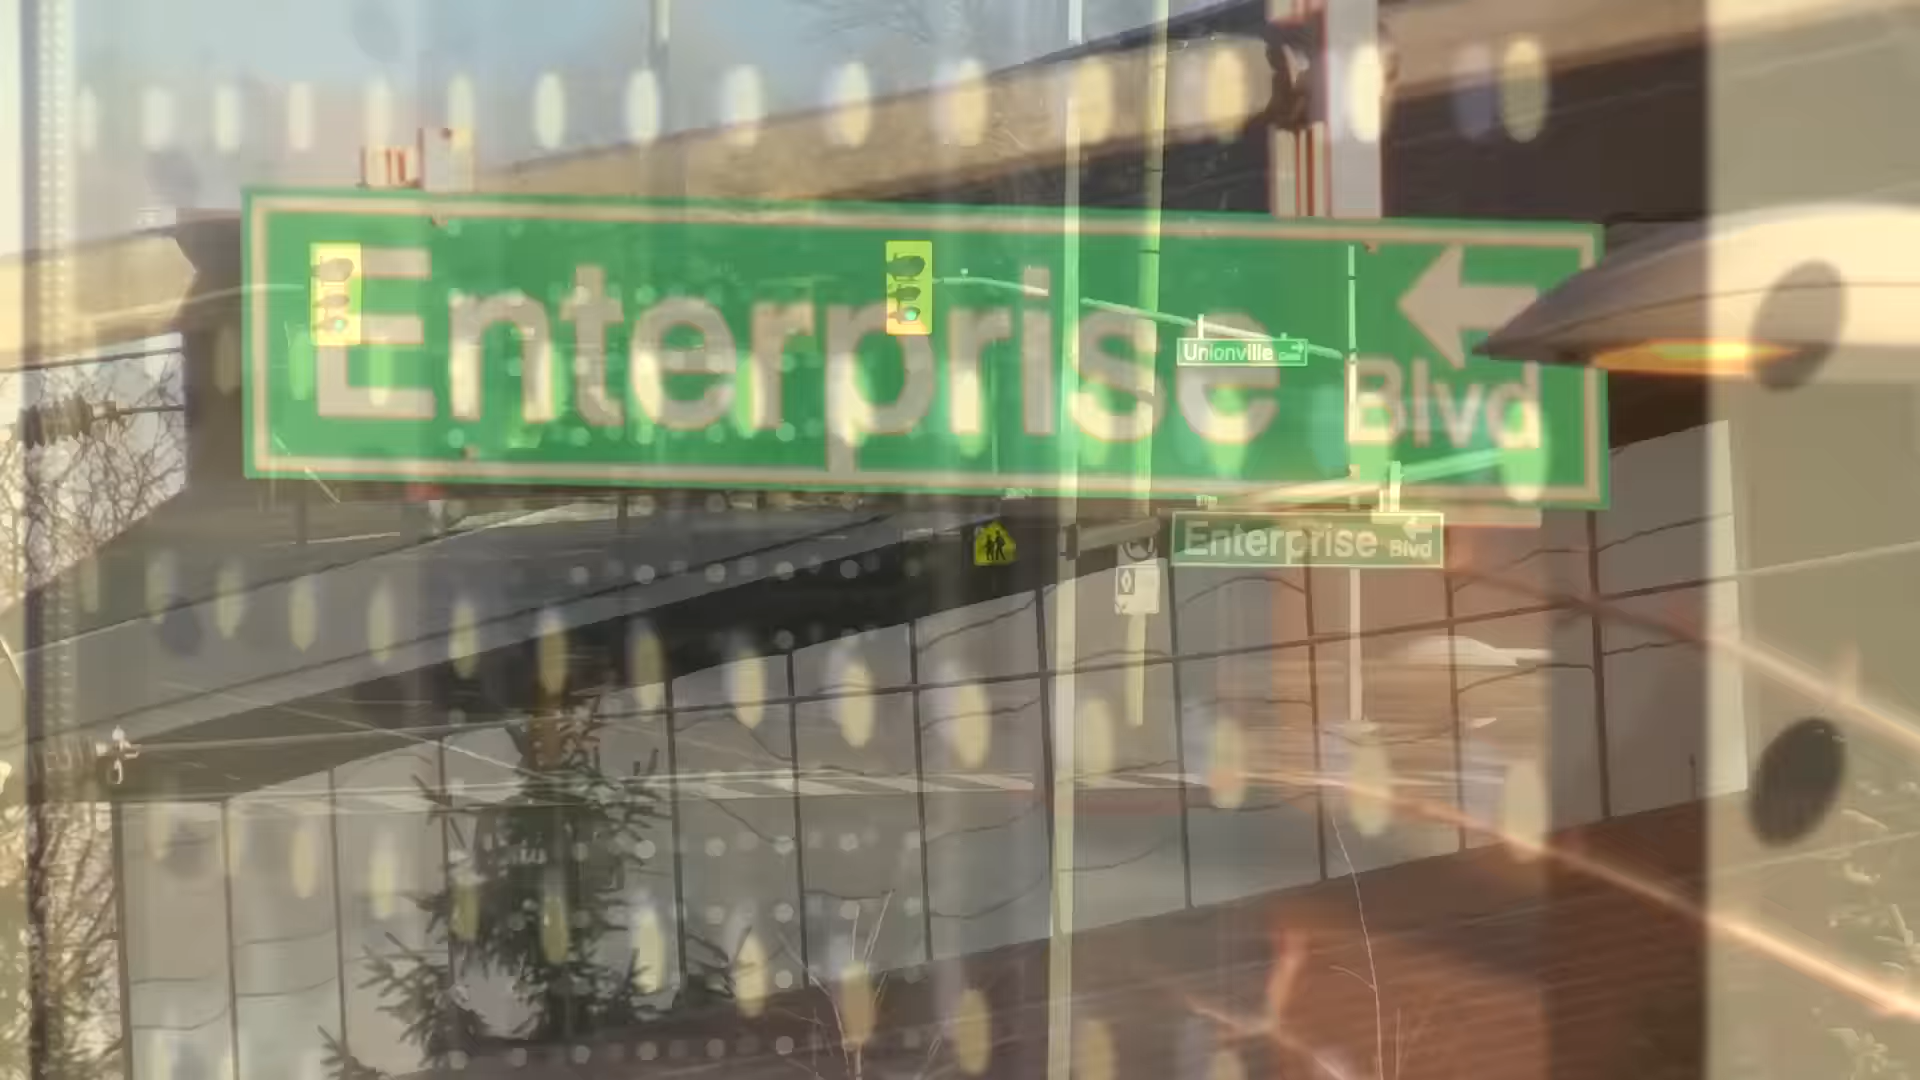 Enterprise
Blvd
Unionville
Enterprise Blvd